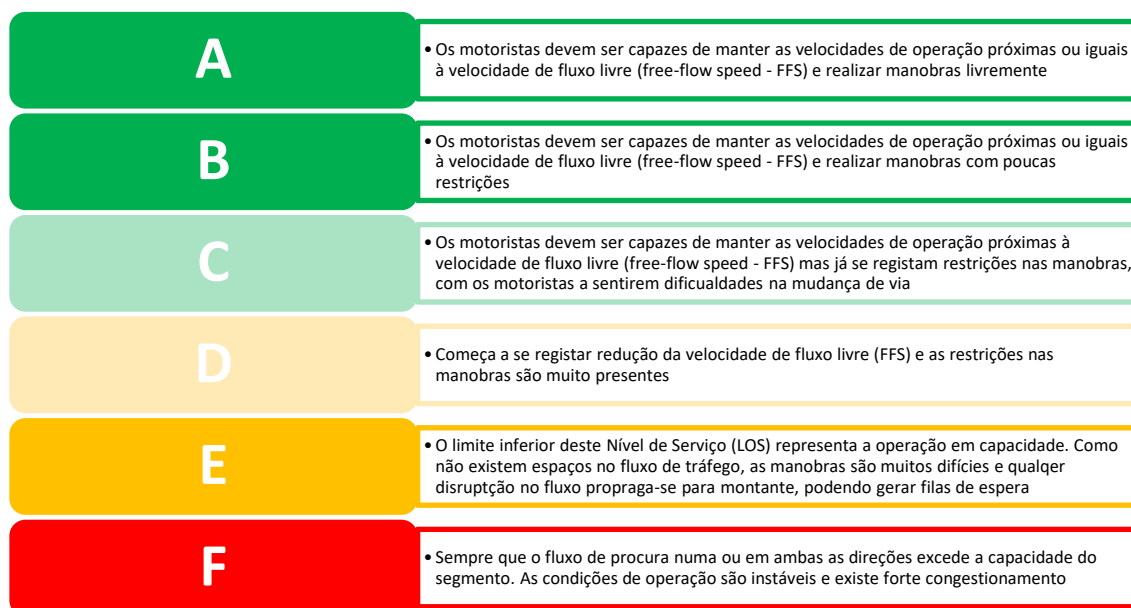 A
• Os motoristas devem ser capazes de manter as velocidades de operação próximas ou iguais
à velocidade de fluxo livre (free-flow speed - FFS) e realizar manobras livremente
B
• Os motoristas devem ser capazes de manter as velocidades de operação próximas ou iguais
à velocidade de fluxo livre (free-flow speed - FFS) e realizar manobras com poucas
restrições
C
• Os motoristas devem ser capazes de manter as velocidades de operação próximas à
velocidade de fluxo livre (free-flow speed - FFS) mas já se registam restrições nas manobras,
com os motoristas a sentirem dificualdades na mudança de via
D
• Começa a se registar redução da velocidade de fluxo livre (FFS) e as restrições nas
manobras são muito presentes
E
• O limite inferior deste Nível de Serviço (LOS) representa a operação em capacidade. Como
não existem espaços no fluxo de tráfego, as manobras são muitos difícies e qualqer
disruptção no fluxo propraga-se para montante, podendo gerar filas de espera
F
• Sempre que o fluxo de procura numa ou em ambas as direções excede a capacidade do
segmento. As condições de operação são instáveis e existe forte congestionamento